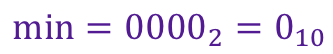 min = 0000₂ = 0₁₀